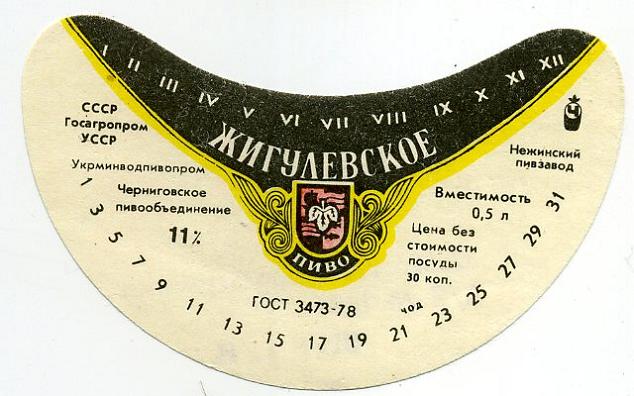 I II III IV V VI VII VIII IX X XI XII
ЖИГУЛЕВСКОЕ
ПИВО
СССР
Госагропром
УССР
Укрминводпивопром
Черниговское
пивообъединение
11%
Ч
Нежинский
пивзавод
Вместимость
0,5 л
Цена без
стоимости
посуды
30 коп.
ГОСТ 3473-78
чод
1 3 5 7 9 11 13 15 17 19 21 23 25 27 29 31